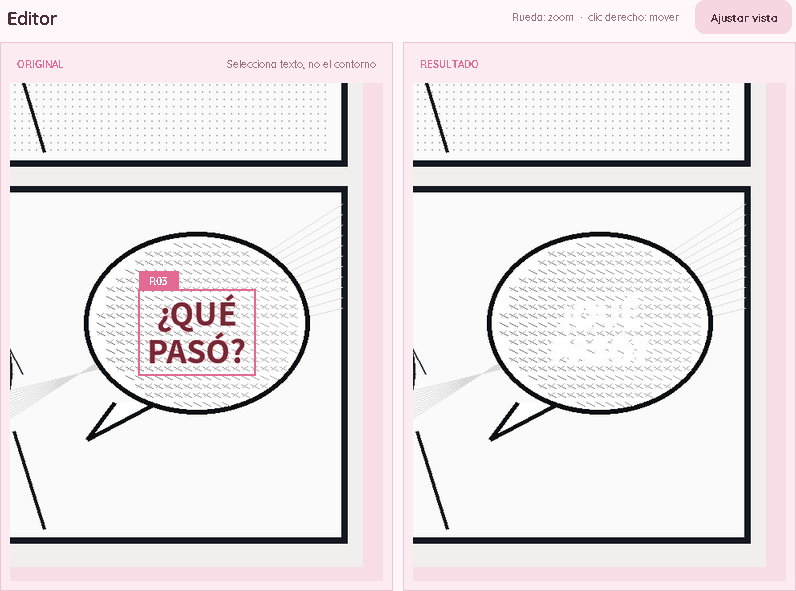 Editor
Rueda: zoom · clic derecho: mover
Ajustar vista
ORIGINAL
Selecciona texto, no el contorno
RESULTADO
R03
¿QUÉ
PASÓ?